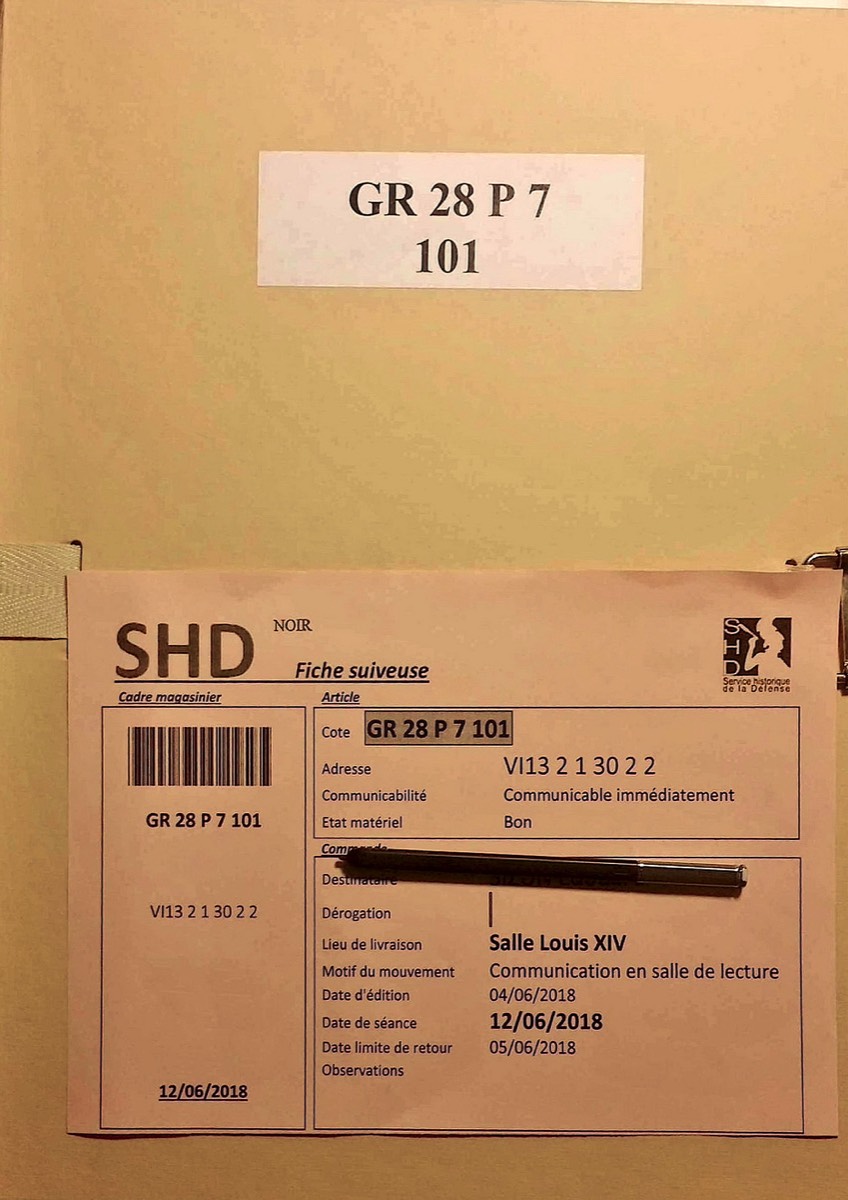 GR 28 P 7
101
SHD
NOIR
Fiche suiveuse
SHD
Service historique
de la Défense
Cadre magasinier
GR 28 P 7 101
VI13 2 1 30 2 2
12/06/2018
Article
Cote GR 28 P 7 101
Adresse VI13 2 1 30 2 2
Communicabilité Communicable immédiatement
Etat matériel Bon
Destinataire
Dérogation
Lieu de livraison Salle Louis XIV
Motif du mouvement Communication en salle de lecture
Date d'édition 04/06/2018
Date de séance 12/06/2018
Date limite de retour 05/06/2018
Observations